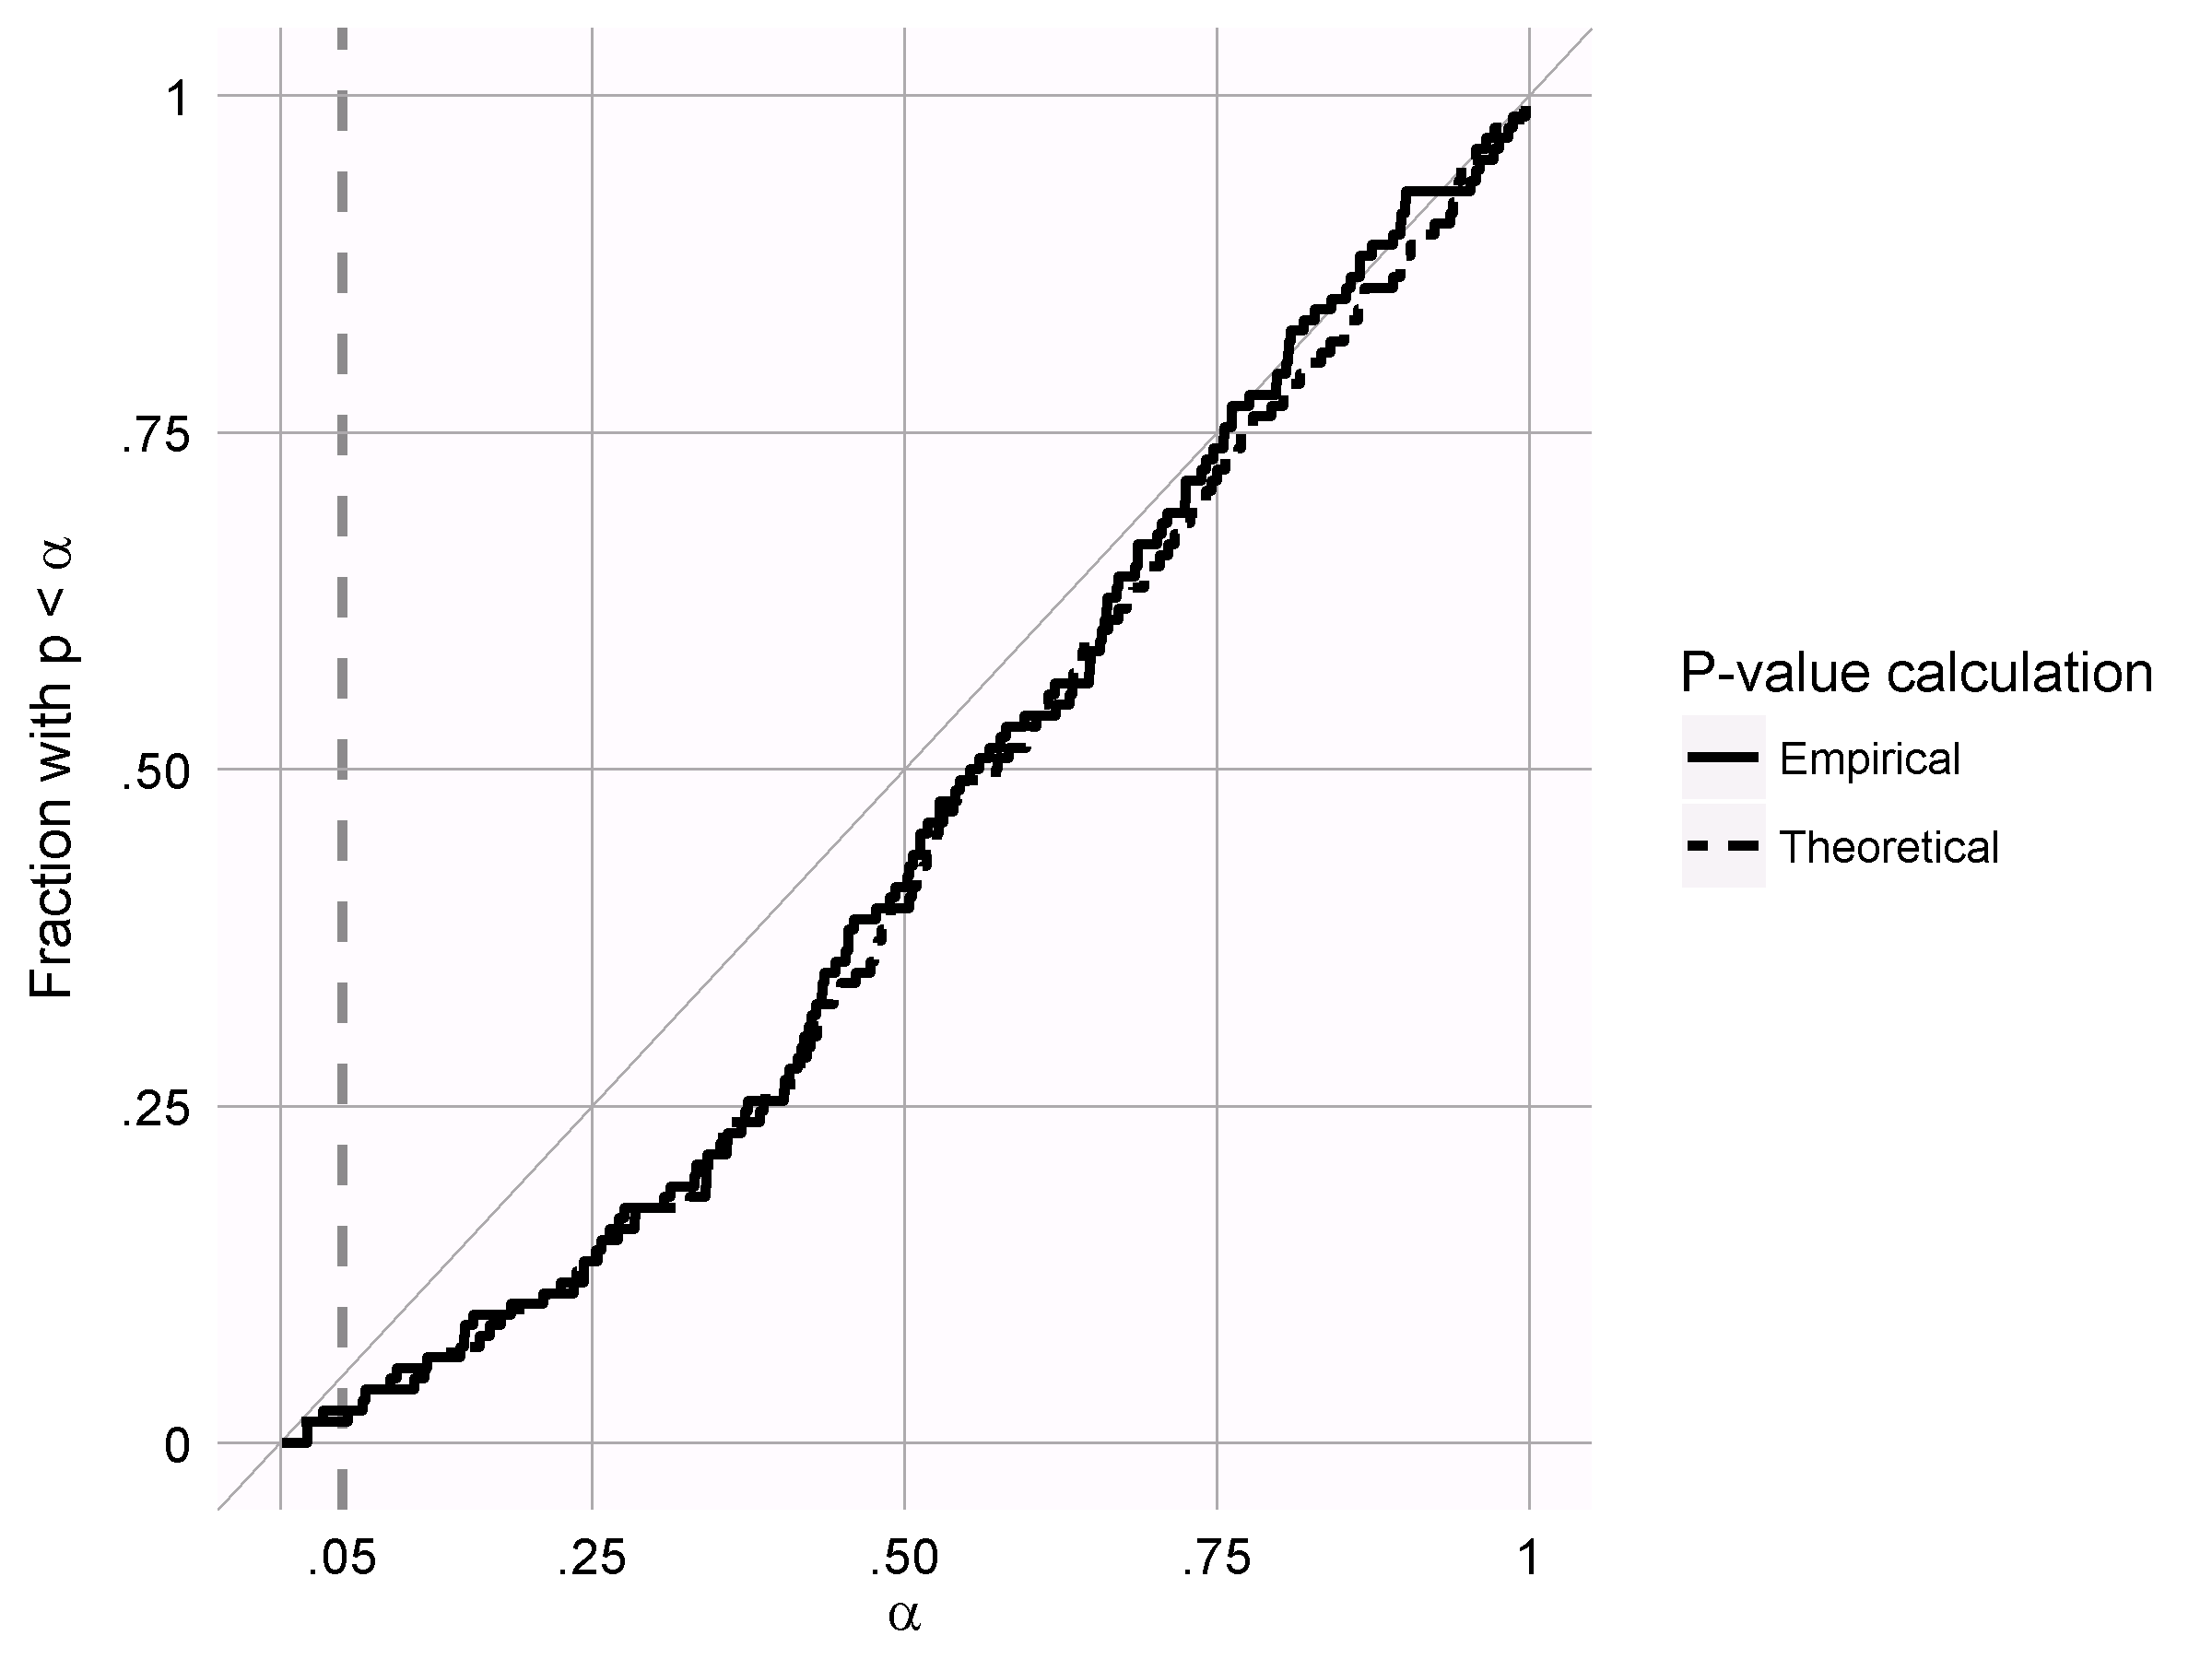 Fraction with p < α
1
.75
.50
.25
0
.05 .25 .50 .75 1
α
P-value calculation
Empirical
Theoretical